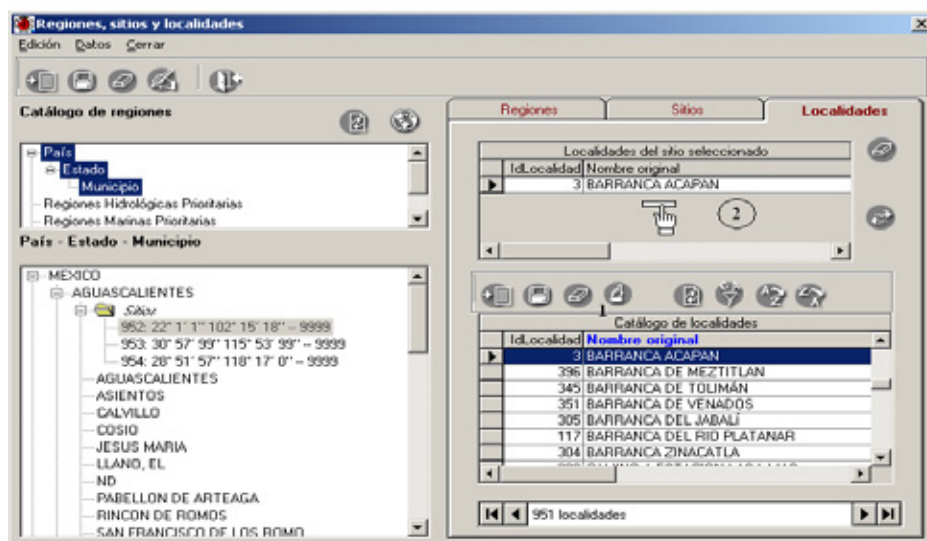 Regiones, sitios y localidades
Edición Datos Cerrar
Catálogo de regiones
País
Estado
Municipio
Regiones Hidrológicas Prioritarias
Regiones Marinas Prioritarias
País - Estado - Municipio
MEXICO
AGUASCALIENTES
Sitios
952: 22° 1' 1'' 102° 15' 18'' -- 9999
953: 30° 57' 99'' 115° 53' 99'' -- 9999
954: 28° 51' 57'' 118° 17' 0'' -- 9999
AGUASCALIENTES
ASIENTOS
CALVILLO
COSIO
JESUS MARIA
LLANO, EL
ND
PABELLON DE ARTEAGA
RINCON DE ROMOS
SAN FRANCISCO DE LOS ROMO
Regiones Sitios Localidades
Localidades del sitio seleccionado
IdLocalidad Nombre original
3 BARRANCA ACAPAN
2
1
Catálogo de localidades
IdLocalidad Nombre original
3 BARRANCA ACAPAN
396 BARRANCA DE MEZTITLAN
345 BARRANCA DE TOLIMÁN
351 BARRANCA DE VENADOS
305 BARRANCA DEL JABALÍ
117 BARRANCA DEL RIO PLATANAR
304 BARRANCA ZINACATLA
951 localidades